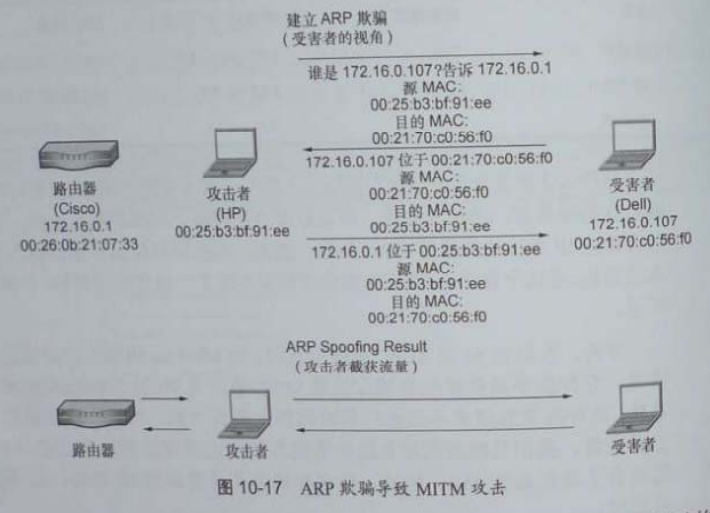 建立 ARP 欺骗
(受害者的视角)
谁是 172.16.0.107?告诉 172.16.0.1
源 MAC:
00:25:b3:bf:91:ee
目的 MAC:
00:21:70:c0:56:f0
172.16.0.107 位于 00:21:70:c0:56:f0
源 MAC:
00:21:70:c0:56:f0
目的 MAC:
00:25:b3:bf:91:ee
172.16.0.1 位于 00:25:b3:bf:91:ee
源 MAC:
00:25:b3:bf:91:ee
目的 MAC:
00:21:70:c0:56:f0
路由器
(Cisco)
172.16.0.1
00:26:0b:21:07:33
攻击者
(HP)
00:25:b3:bf:91:ee
受害者
(Dell)
172.16.0.107
00:21:70:c0:56:f0
ARP Spoofing Result
(攻击者截获流量)
路由器
攻击者
受害者
图 10-17 ARP 欺骗导致 MITM 攻击